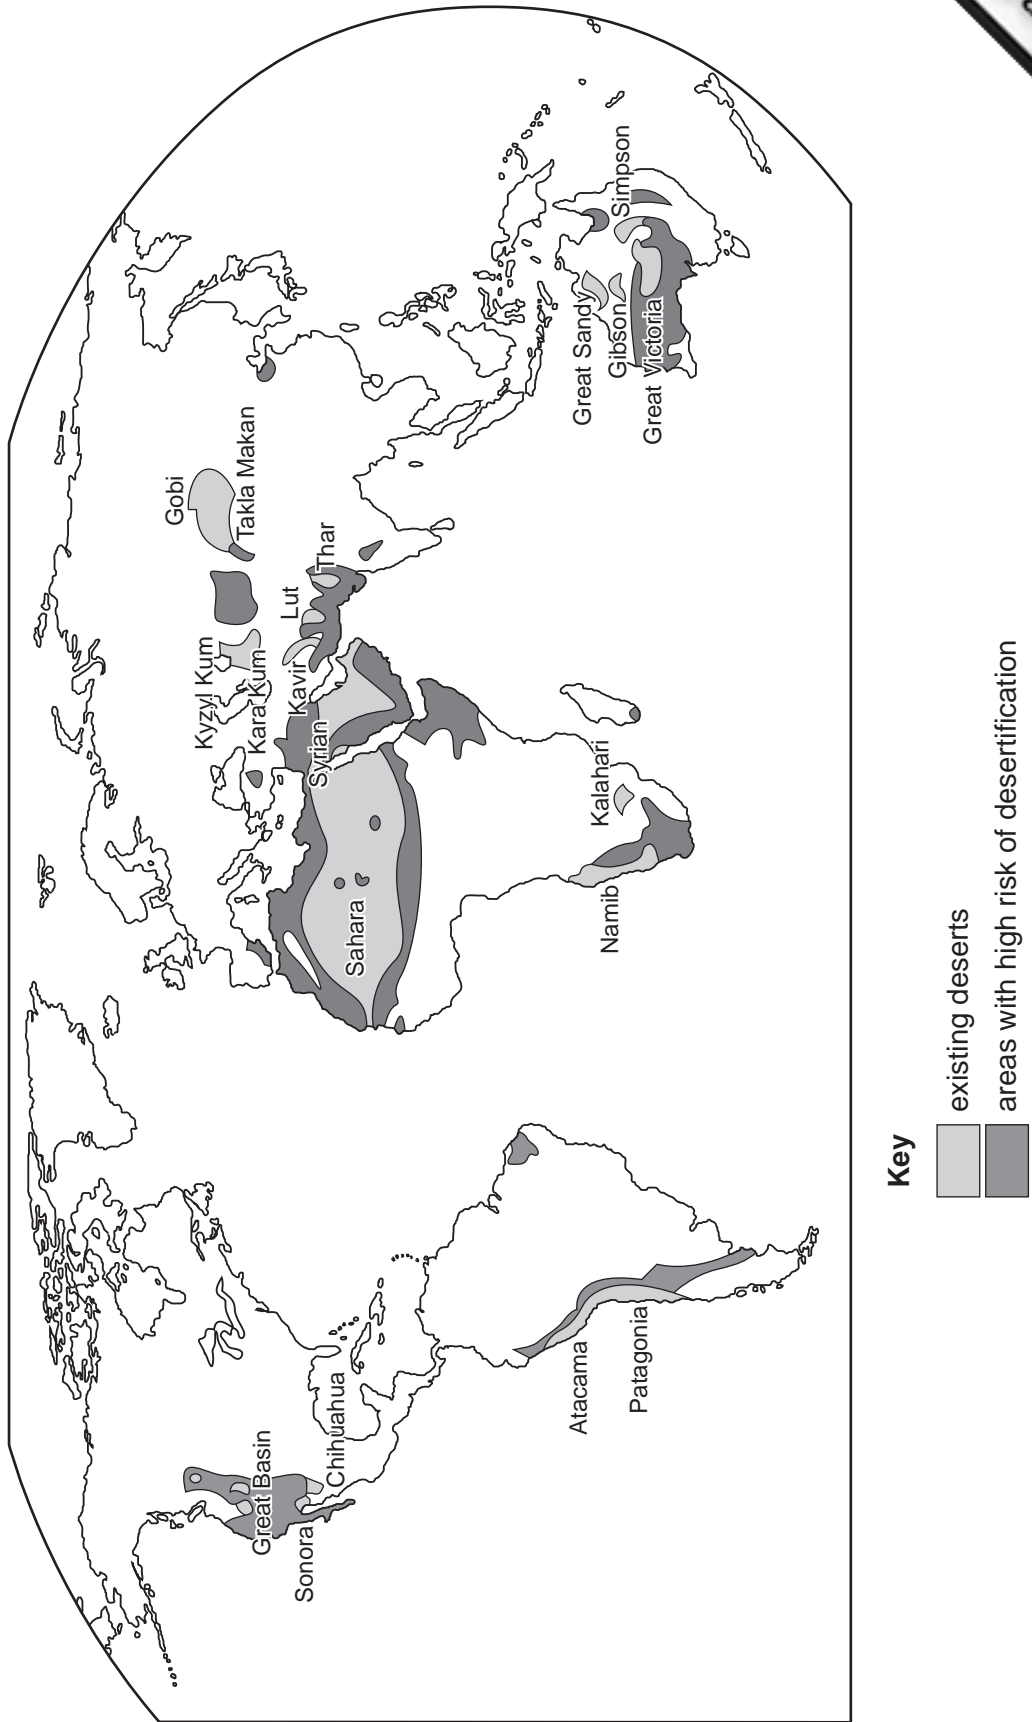 Gobi
Takla Makan
Kyzyl Kum
Kara Kum
Kavir
Lut
Thar
Syrian
Sahara
Great Basin
Sonora
Chihuahua
Atacama
Patagonia
Namib
Kalahari
Great Sandy
Gibson
Great Victoria
Simpson
Key
existing deserts
areas with high risk of desertification